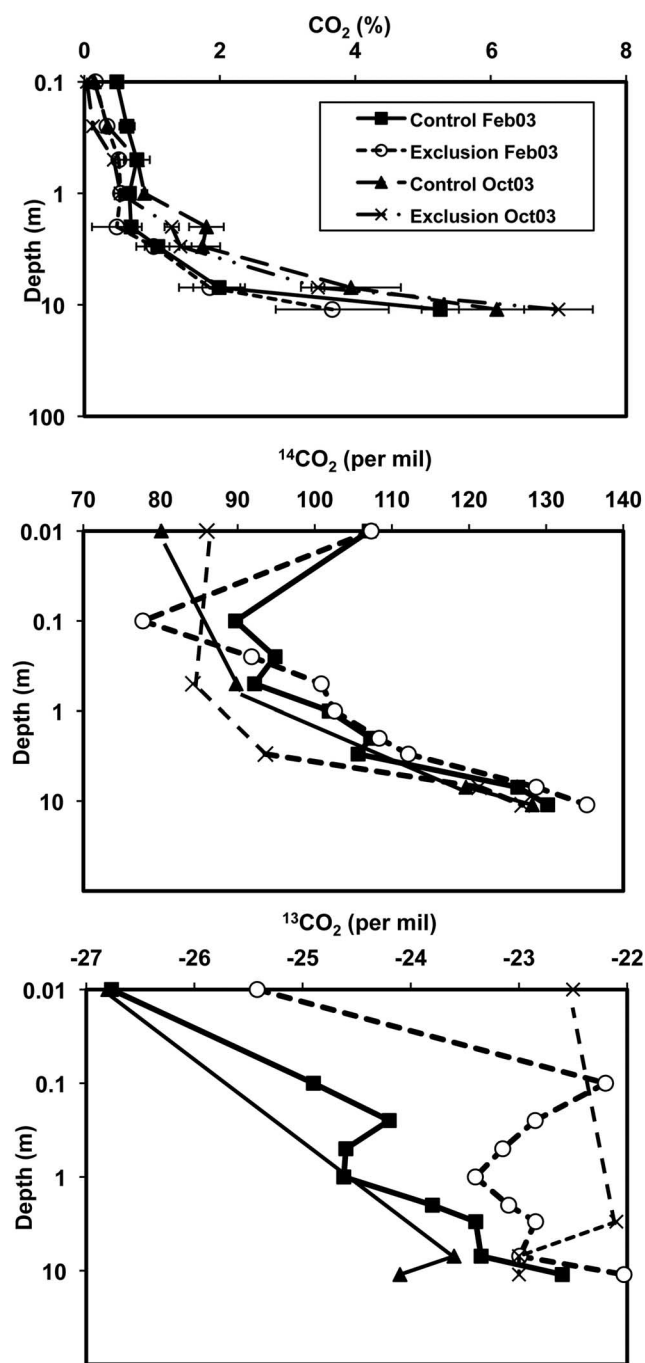 CO₂ (%)
0 2 4 6 8
0.1
1
10
100
Depth (m)
Control Feb03
Exclusion Feb03
Control Oct03
Exclusion Oct03
¹⁴CO₂ (per mil)
70 80 90 100 110 120 130 140
0.01
0.1
1
10
Depth (m)
¹³CO₂ (per mil)
-27 -26 -25 -24 -23 -22
0.01
0.1
1
10
Depth (m)